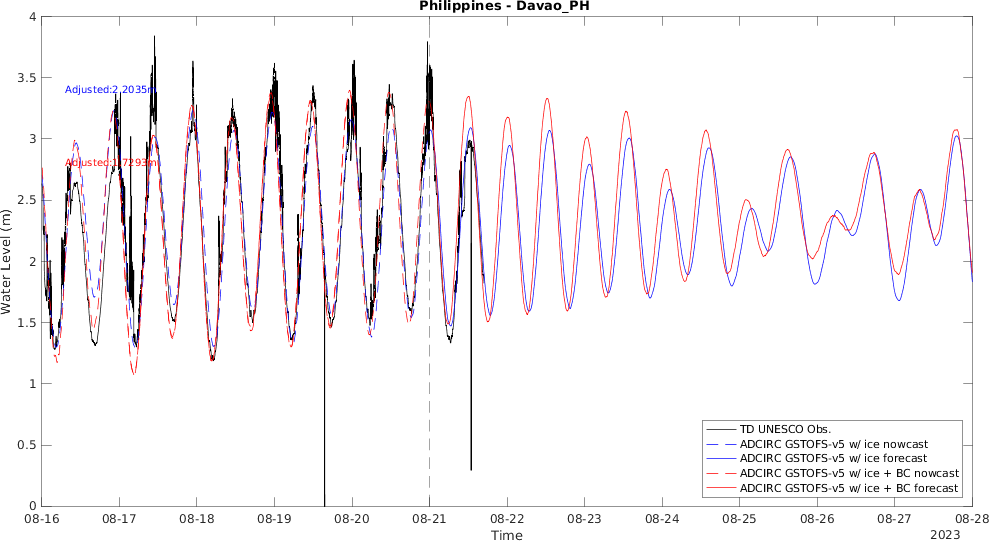 Philippines - Davao_PH
4
3.5
3
2.5
2
1.5
1
0.5
0
Water Level (m)
Adjusted:2.2035m
08-16
08-17
08-18
08-19
08-20
08-21
08-22
08-23
08-24
08-25
08-26
08-27
08-28
Time
2023
TD UNESCO Obs.
ADCIRC GSTOFS-v5 w/ ice nowcast
ADCIRC GSTOFS-v5 w/ ice forecast
ADCIRC GSTOFS-v5 w/ ice + BC nowcast
ADCIRC GSTOFS-v5 w/ ice + BC forecast